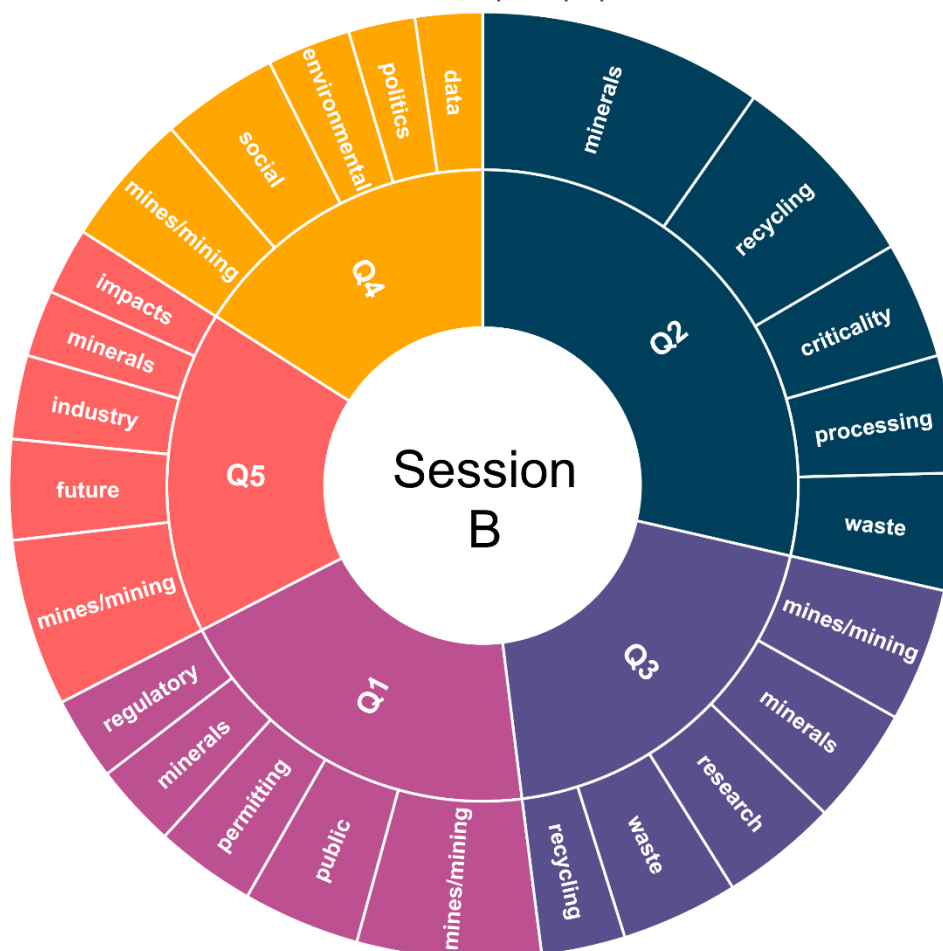 Session
B
Q2
minerals
recycling
criticality
processing
waste
Q3
mines/mining
minerals
research
waste
recycling
Q1
mines/mining
public
permitting
minerals
regulatory
Q5
mines/mining
future
industry
minerals
impacts
Q4
mines/mining
social
environmental
politics
data